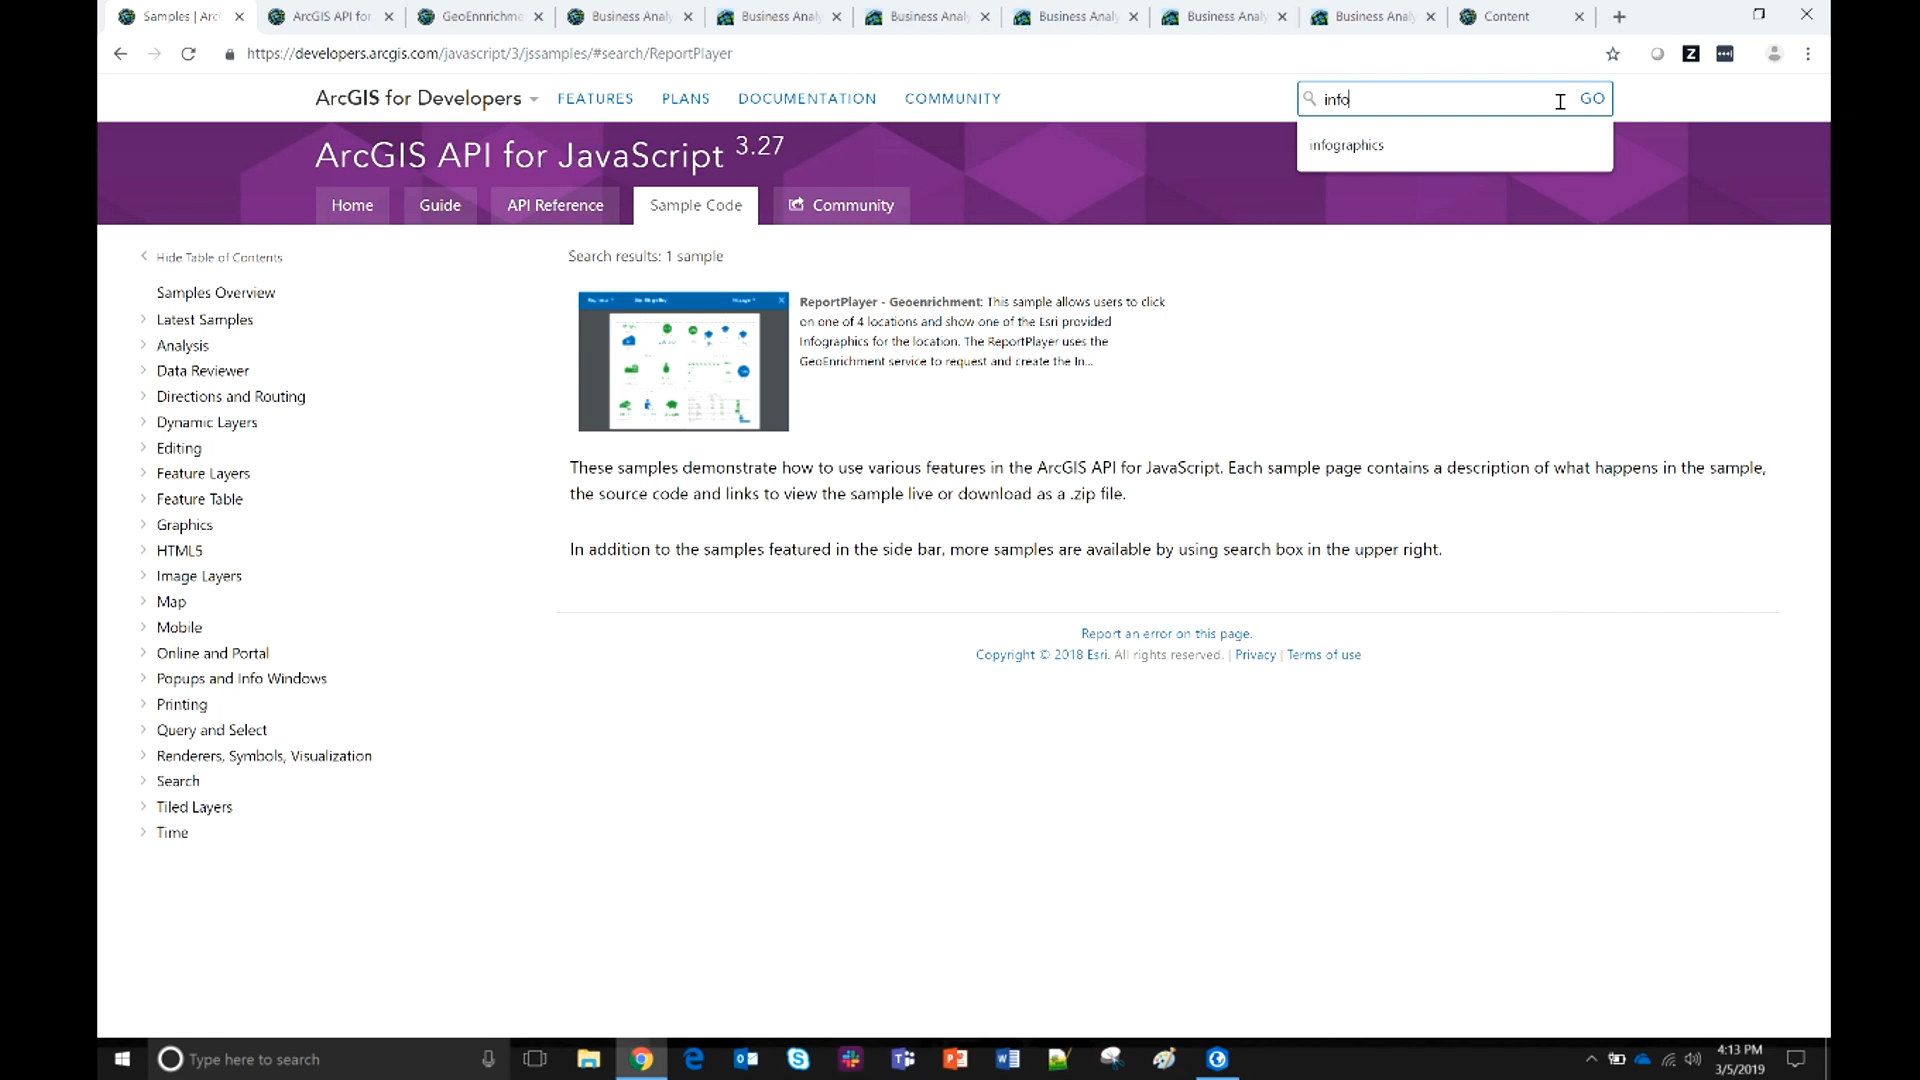 Samples | Arc
ArcGIS API for
GeoEnrichme
Business Analy
Business Analy
Business Analy
Business Analy
Business Analy
Business Analy
Content
https://developers.arcgis.com/javascript/3/jssamples/#search/ReportPlayer
Z
ArcGIS for Developers
FEATURES
PLANS
DOCUMENTATION
COMMUNITY
info
GO
infographics
ArcGIS API for JavaScript 3.27
Home
Guide
API Reference
Sample Code
Community
Hide Table of Contents
Samples Overview
Latest Samples
Analysis
Data Reviewer
Directions and Routing
Dynamic Layers
Editing
Feature Layers
Feature Table
Graphics
HTML5
Image Layers
Map
Mobile
Online and Portal
Popups and Info Windows
Printing
Query and Select
Renderers, Symbols, Visualization
Search
Tiled Layers
Time
Search results: 1 sample
ReportPlayer - Geoenrichment: This sample allows users to click
on one of 4 locations and show one of the Esri provided
Infographics for the location. The ReportPlayer uses the
GeoEnrichment service to request and create the In...
These samples demonstrate how to use various features in the ArcGIS API for JavaScript. Each sample page contains a description of what happens in the sample,
the source code and links to view the sample live or download as a .zip file.
In addition to the samples featured in the side bar, more samples are available by using search box in the upper right.
Report an error on this page.
Copyright © 2018 Esri. All rights reserved. | Privacy | Terms of use
Type here to search
4:13 PM
3/5/2019